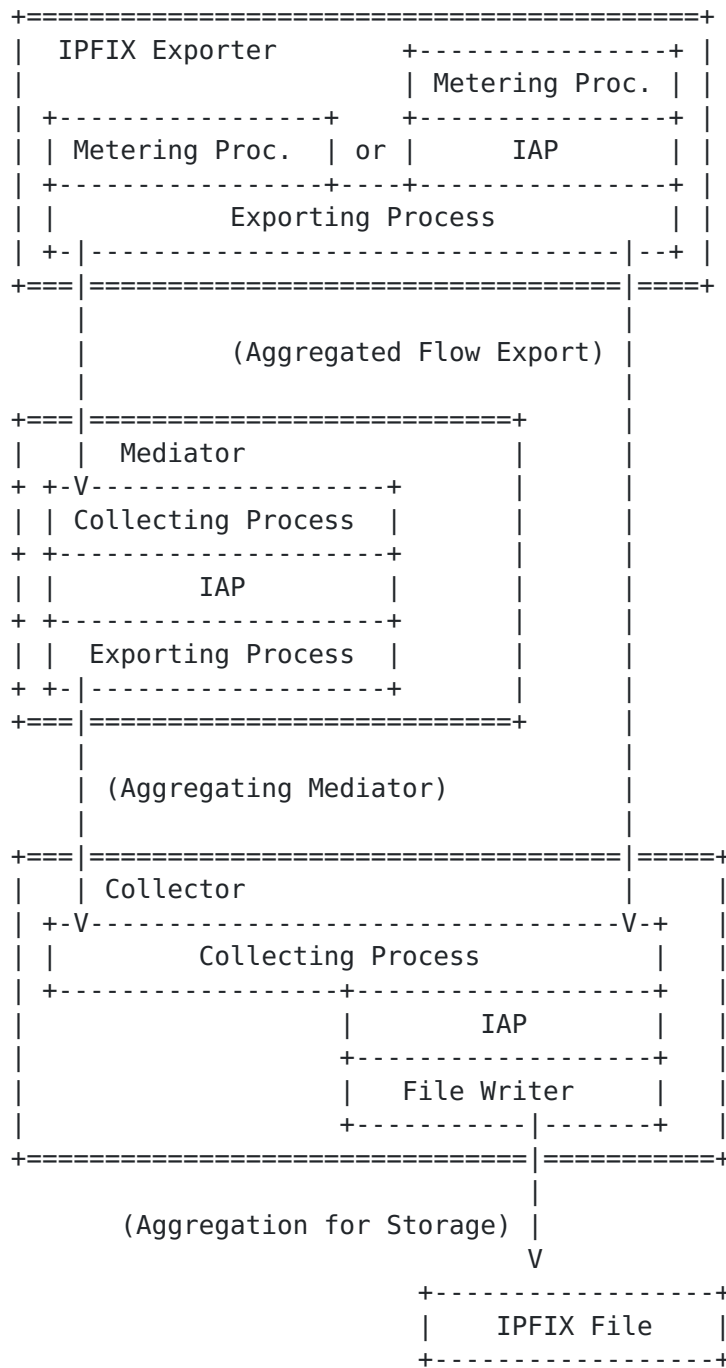 IPFIX Exporter
Metering Proc.
Metering Proc. or IAP
Exporting Process
(Aggregated Flow Export)
Mediator
V
Collecting Process
IAP
Exporting Process
(Aggregating Mediator)
Collector
V V
Collecting Process
IAP
File Writer
(Aggregation for Storage)
V
IPFIX File